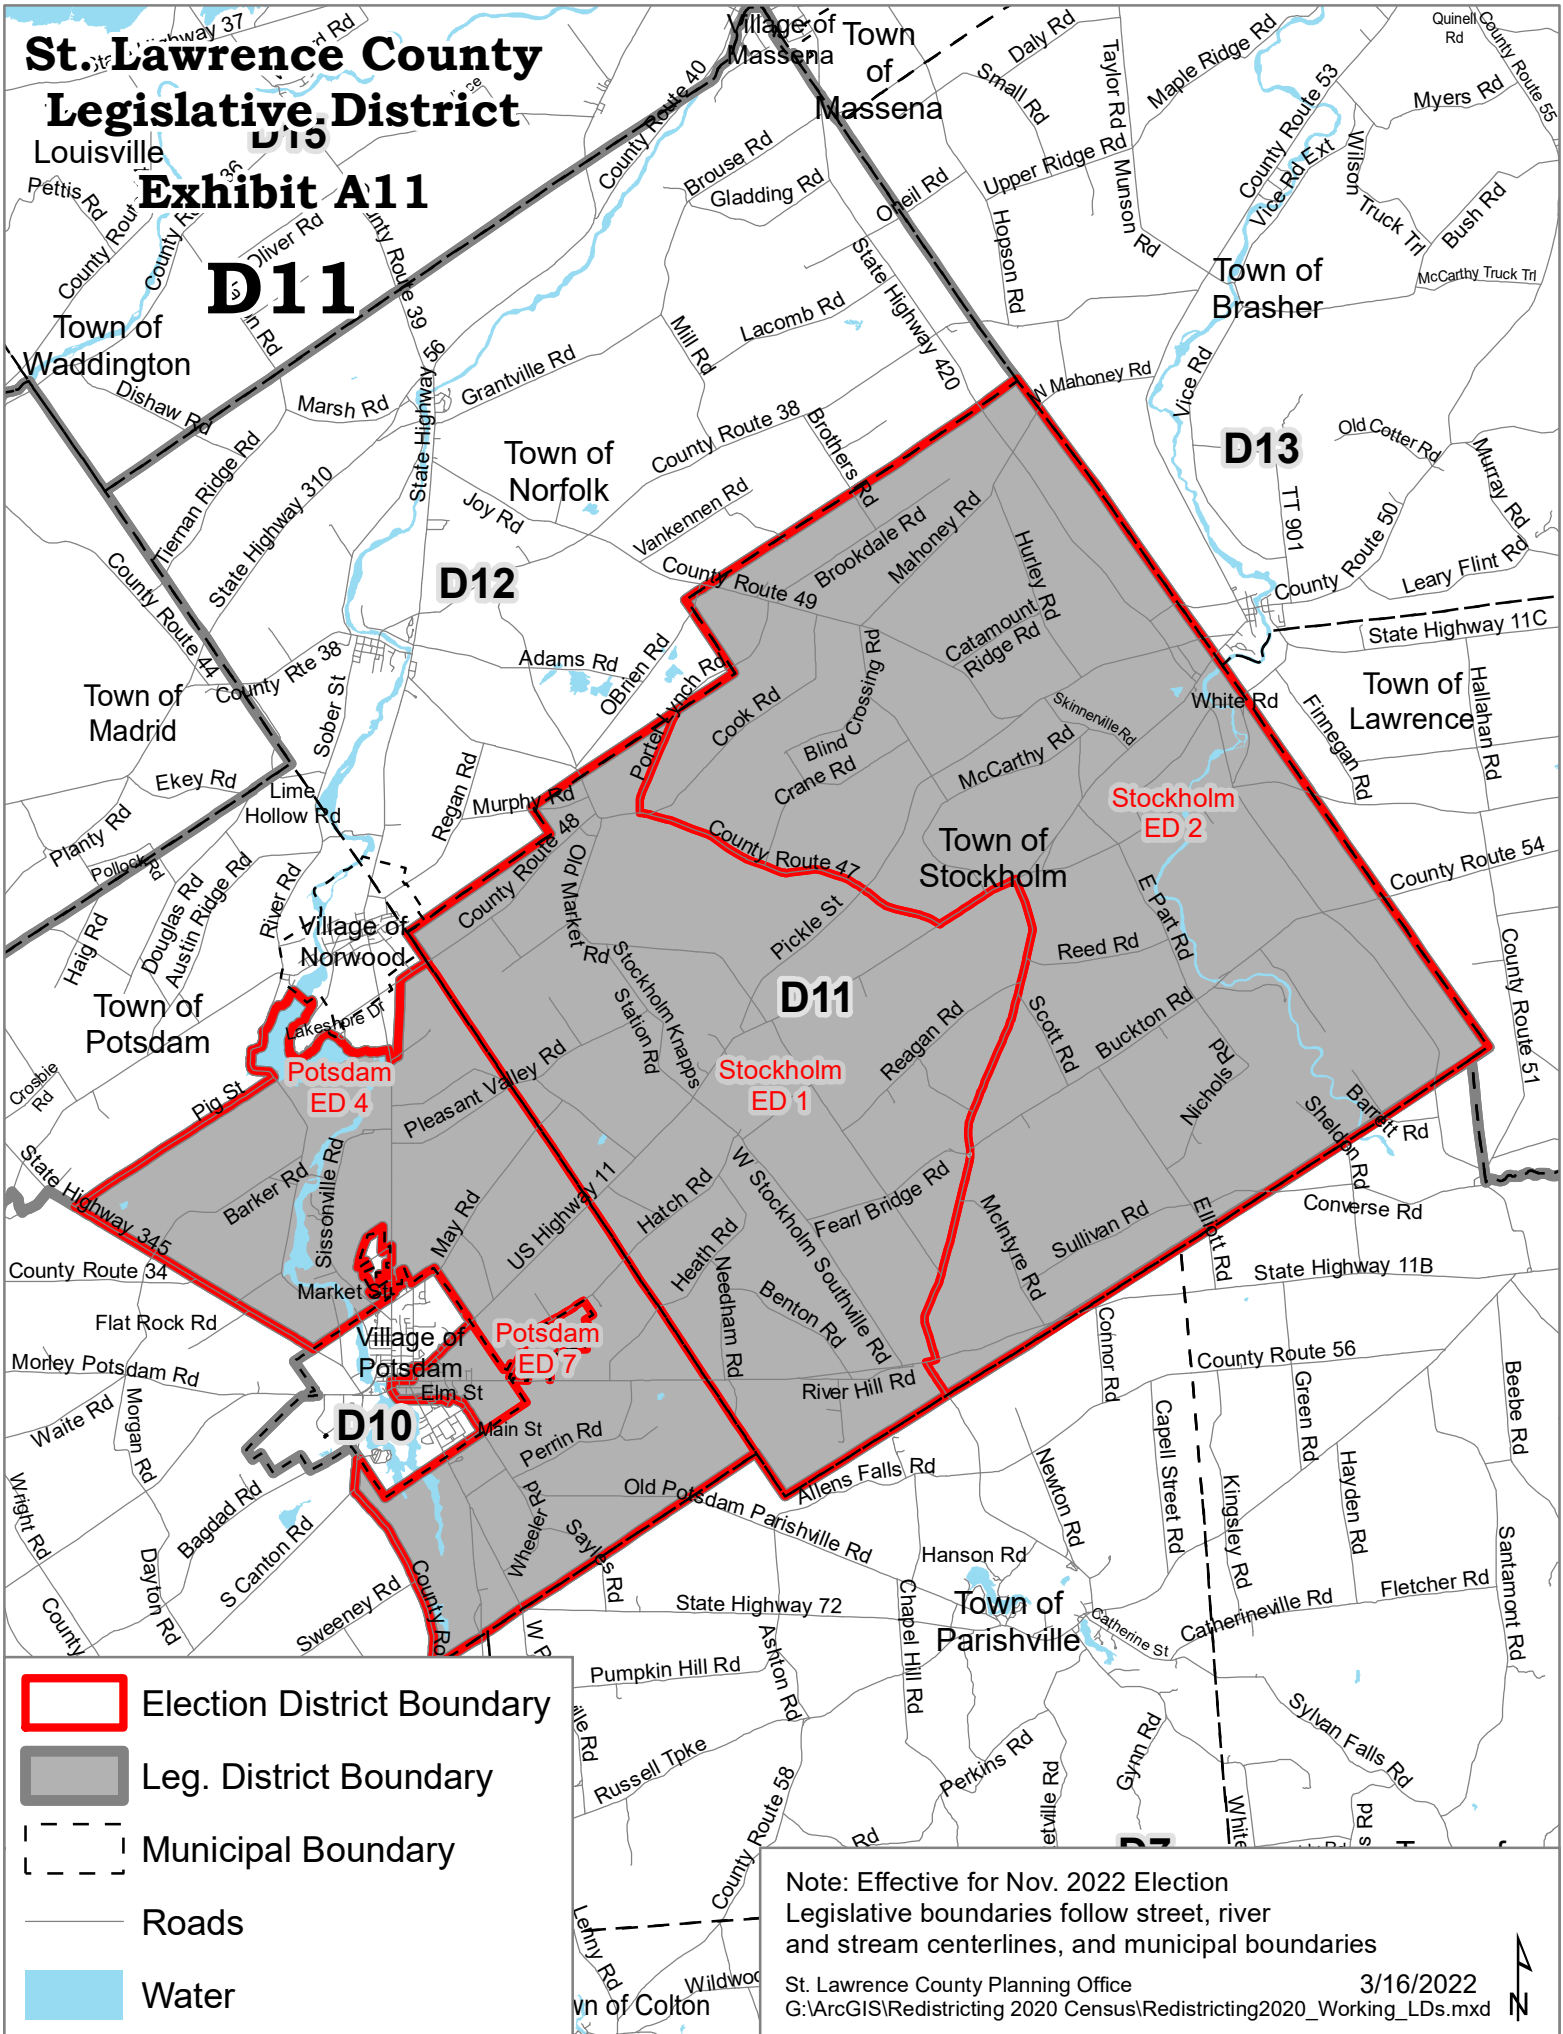 St. Lawrence County
Legislative District
Exhibit A11
D11
D15
Louisville
Pettis Rd
Oliver Rd
County Route 39
County Route 40
Village of
Massena
Town
of
Massena
Daly Rd
Small Rd
Taylor Rd
Maple Ridge Rd
County Route 53
Quinell
Rd
County Route 55
Myers Rd
Brouse Rd
Gladding Rd
Oneil Rd
Upper Ridge Rd
Munson Rd
Hopson Rd
Vice Rd Ext
Wilson
Truck Trl
Bush Rd
McCarthy Truck Trl
Town of
Brasher
Town of
Waddington
Dishaw Rd
Marsh Rd
State Highway 56
Grantville Rd
Mill Rd
Lacomb Rd
State Highway 420
N Mahoney Rd
Vice Rd
D13
Old Cotter Rd
Murray Rd
TT 901
County Route 50
Leary Flint Rd
State Highway 11C
Tiernan Ridge Rd
State Highway 310
Joy Rd
Town of
Norfolk
County Route 38
Brothers Rd
Vankennen Rd
County Route 49
Brookdale Rd
Mahoney Rd
Hurley Rd
Catamount
Ridge Rd
D12
County Route 44
County Rte 38
Adams Rd
OBrien Rd
Porter Lynch Rd
Cook Rd
Blind Crossing Rd
Crane Rd
Skinnerville Rd
McCarthy Rd
White Rd
Finnegan Rd
Town of
Lawrence
Hallahan Rd
Town of
Madrid
Sober St
Ekey Rd
Lime
Hollow Rd
Regan Rd
Murphy Rd
Planty Rd
Pollock Rd
Douglas Rd
Austin Ridge Rd
River Rd
Haig Rd
Village of
Norwood
County Route 48
Old Market Rd
County Route 47
Town of
Stockholm
Stockholm
ED 2
County Route 54
E Part Rd
Pickle St
Reed Rd
County Route 51
Town of
Potsdam
Lakeshore Dr
Stockholm Knapps
Station Rd
D11
Reagan Rd
Scott Rd
Buckton Rd
Nichols Rd
Crosbie
Rd
Pig St
Potsdam
ED 4
Pleasant Valley Rd
Stockholm
ED 1
Sheldon Rd
Barrett Rd
State Highway 345
Barker Rd
Sissonville Rd
May Rd
US Highway 11
Hatch Rd
W Stockholm Southville Rd
Fearl Bridge Rd
McIntyre Rd
Sullivan Rd
Elliott Rd
Converse Rd
State Highway 11B
County Route 34
Market St
Heath Rd
Needham Rd
Benton Rd
Flat Rock Rd
Village of
Potsdam
Potsdam
ED 7
Connor Rd
County Route 56
Morley Potsdam Rd
Elm St
River Hill Rd
Waite Rd
Morgan Rd
D10
Main St
Perrin Rd
Capell Street Rd
Green Rd
Beebe Rd
Wright Rd
Bagdad Rd
Wheeler Rd
Old Potsdam Parishville Rd
Allens Falls Rd
Newton Rd
Kingsley Rd
Hayden Rd
Dayton Rd
S Canton Rd
Sayles Rd
Hanson Rd
Santamont Rd
County
Sweeney Rd
County Ro
State Highway 72
Chapel Hill Rd
Town of
Parishville
Catherine St
Catherineville Rd
Fletcher Rd
Pumpkin Hill Rd
Ashton Rd
Russell Tpke
County Route 58
Perkins Rd
Gynn Rd
Sylvan Falls Rd
White
Rd
Lenny Rd
Election District Boundary
Leg. District Boundary
Municipal Boundary
Roads
Water
Note: Effective for Nov. 2022 Election
Legislative boundaries follow street, river
and stream centerlines, and municipal boundaries
St. Lawrence County Planning Office 3/16/2022
G:\ArcGIS\Redistricting 2020 Census\Redistricting2020_Working_LDs.mxd
N